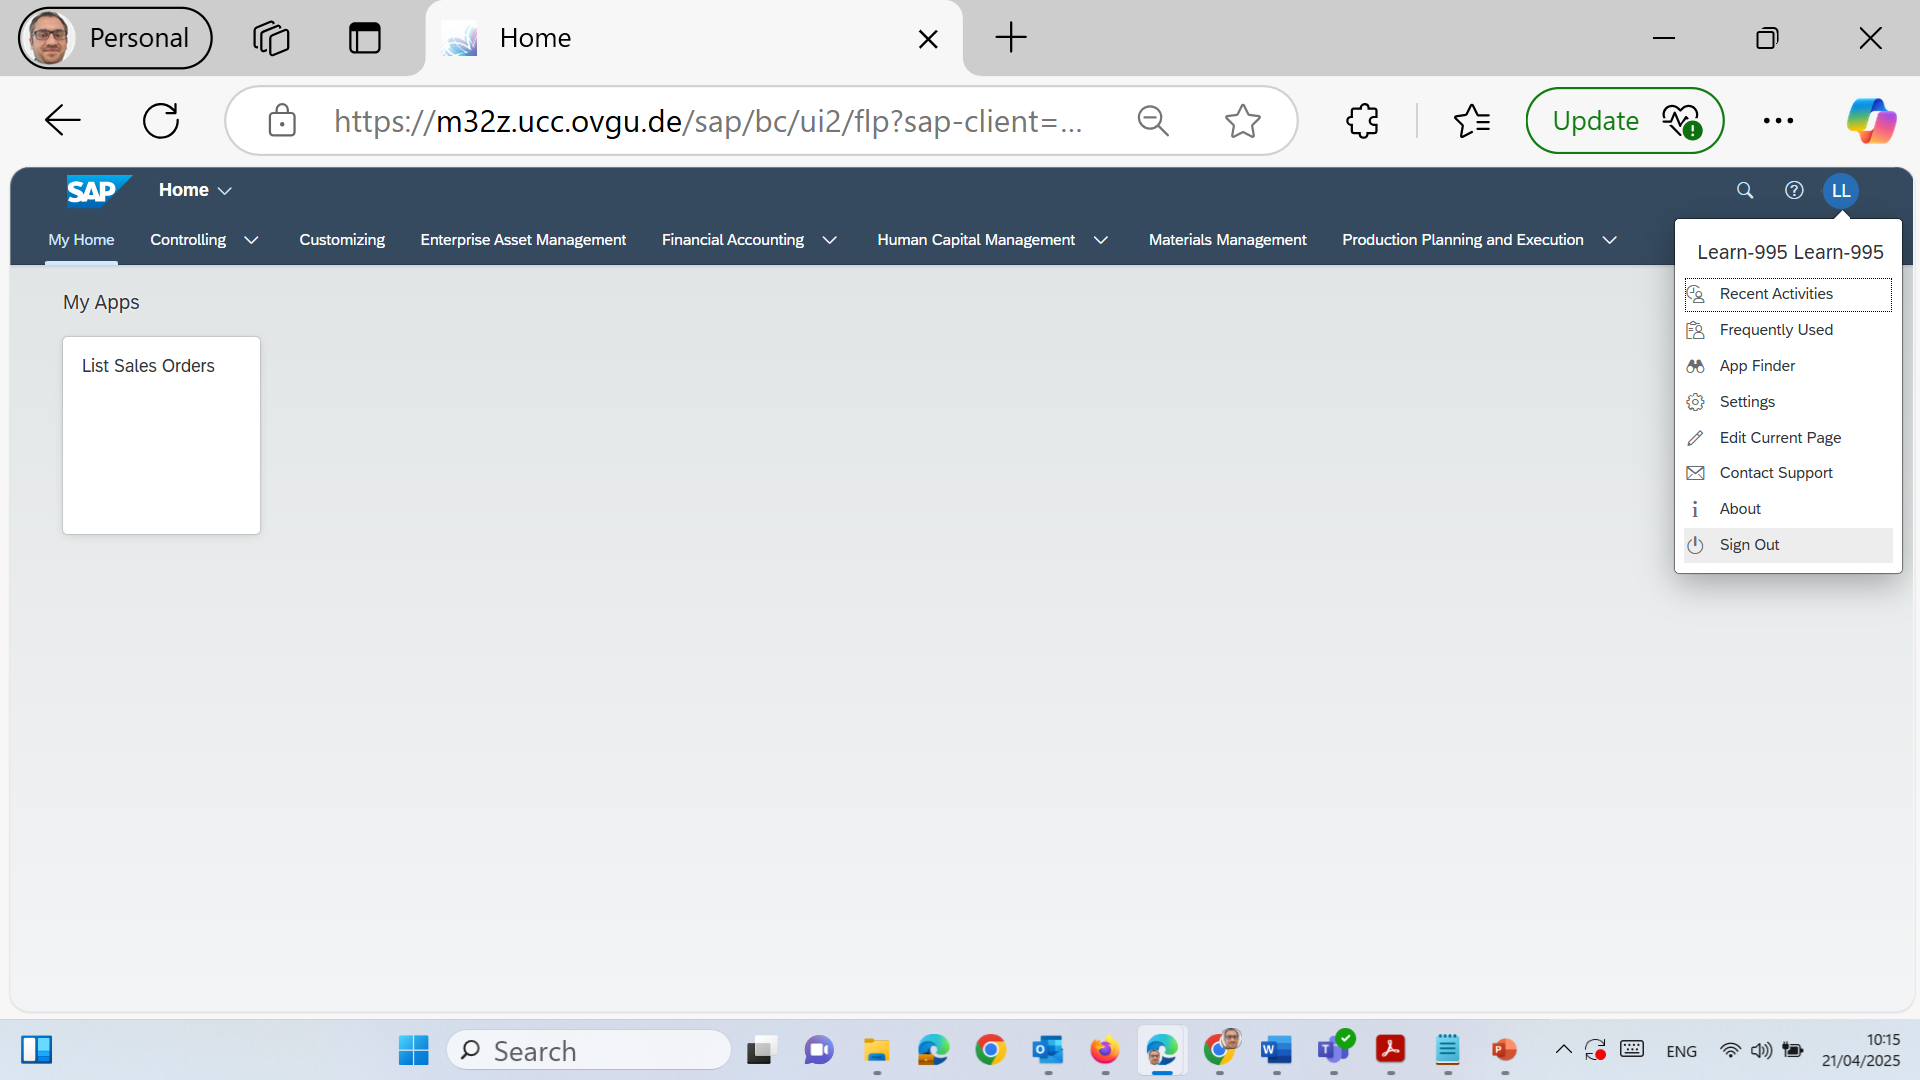 Personal
Home
https://m32z.ucc.ovgu.de/sap/bc/ui2/flp?sap-client=...
Update
SAP
Home
LL
My Home
Controlling
Customizing
Enterprise Asset Management
Financial Accounting
Human Capital Management
Materials Management
Production Planning and Execution
Learn-995 Learn-995
Recent Activities
Frequently Used
App Finder
Settings
Edit Current Page
Contact Support
About
Sign Out
My Apps
List Sales Orders
Search
ENG
10:15
21/04/2025